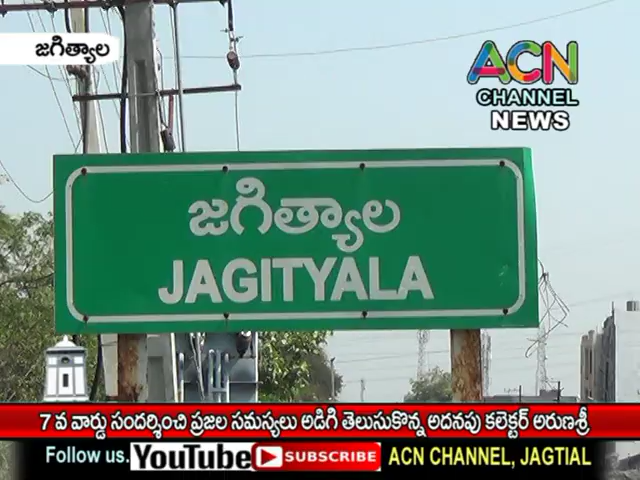 జగిత్యాల
ACN
CHANNEL
NEWS
జగిత్యాల
JAGITYALA
7 వ వార్డు సందర్శించి ప్రజల సమస్యలు అడిగి తెలుసుకొన్న అదనపు కలెక్టర్ అరుణశ్రీ
Follow us. YouTube SUBSCRIBE ACN CHANNEL, JAGTIAL